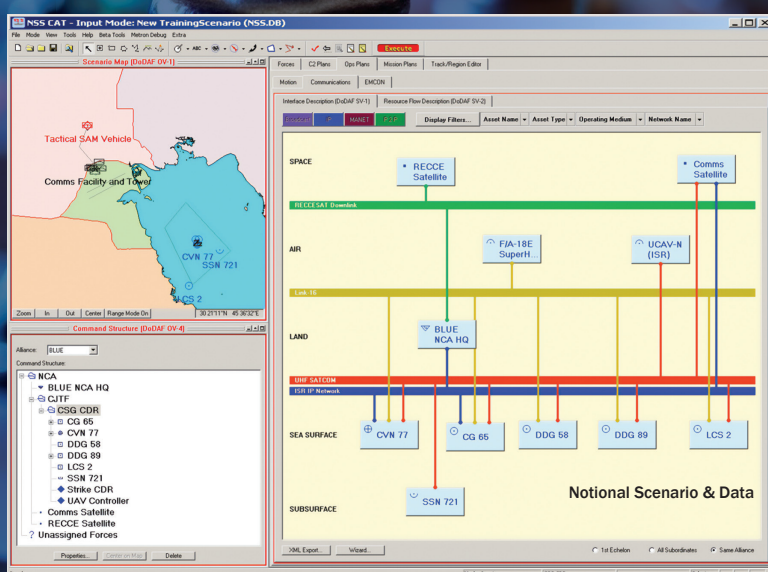 NSS CAT - Input Mode: New TrainingScenario (NSS.DB)
File Mode View Tools Help Beta Tools Metron Debug Extra
ABC
Execute
Scenario Map [DoDAF OV-1]
Tactical SAM Vehicle
Comms Facility and Tower
CVN 77
SSN 721
LCS 2
Zoom In Out Center Range Mode On 30 21'11"N 45 36'32"E
Command Structure [DoDAF OV-4]
Alliance: BLUE
Command Structure:
NCA
BLUE NCA HQ
CJTF
CSG CDR
CG 65
CVN 77
DDG 58
DDG 89
LCS 2
SSN 721
Strike CDR
UAV Controller
Comms Satellite
RECCE Satellite
? Unassigned Forces
Properties... Center on Map Delete
Forces C2 Plans Ops Plans Mission Plans Track/Region Editor
Motion Communications EMCON
Interface Description (DoDAF SV-1) Resource Flow Description (DoDAF SV-2)
MANET Display Filters... Asset Name Asset Type Operating Medium Network Name
SPACE
RECCE
Satellite
Comms
Satellite
RECCESAT Downlink
AIR
F/A-18E
SuperH...
UCAV-N
(ISR)
Link 16
LAND
BLUE
NCA HQ
UHF SATCOM
ISR IP Network
SEA SURFACE
CVN 77
CG 65
DDG 58
DDG 89
LCS 2
SUBSURFACE
SSN 721
Notional Scenario & Data
XML Export... Wizard... 1st Echelon All Subordinates Same Alliance